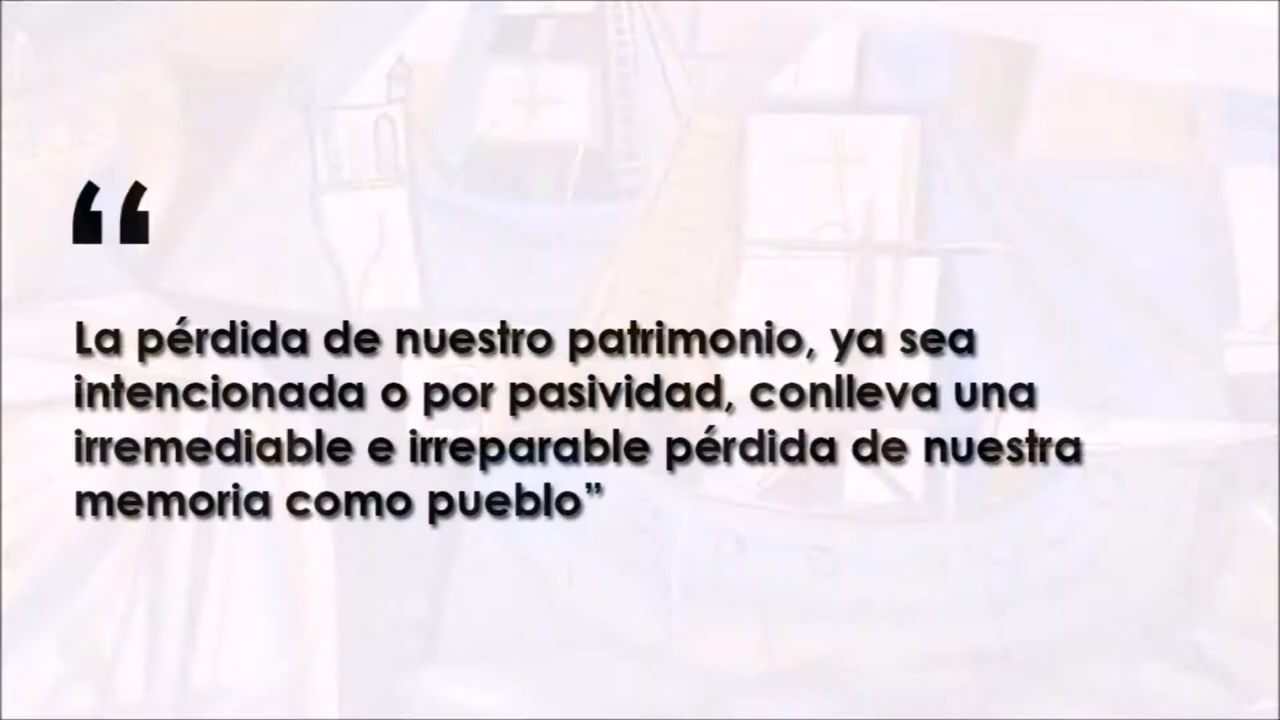 “
La pérdida de nuestro patrimonio, ya sea
intencionada o por pasividad, conlleva una
irremediable e irreparable pérdida de nuestra
memoria como pueblo”